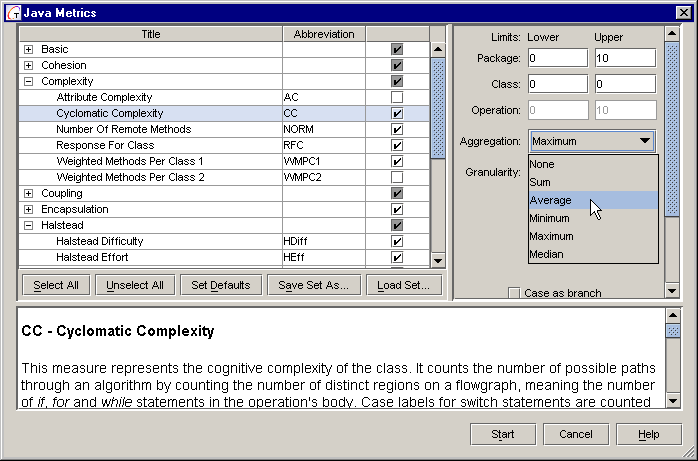 Java Metrics
Title Abbreviation
Basic
Cohesion
Complexity
Attribute Complexity AC
Cyclomatic Complexity CC
Number Of Remote Methods NORM
Response For Class RFC
Weighted Methods Per Class 1 WMPC1
Weighted Methods Per Class 2 WMPC2
Coupling
Encapsulation
Halstead
Halstead Difficulty HDiff
Halstead Effort HEff
Select All Unselect All Set Defaults Save Set As... Load Set...
Limits: Lower Upper
Package: 0 10
Class: 0 0
Operation: 0 10
Aggregation: Maximum
Granularity:
None
Sum
Average
Minimum
Maximum
Median
Case as branch
CC - Cyclomatic Complexity
This measure represents the cognitive complexity of the class. It counts the number of possible paths
through an algorithm by counting the number of distinct regions on a flowgraph, meaning the number
of if, for and while statements in the operation's body. Case labels for switch statements are counted
Start Cancel Help